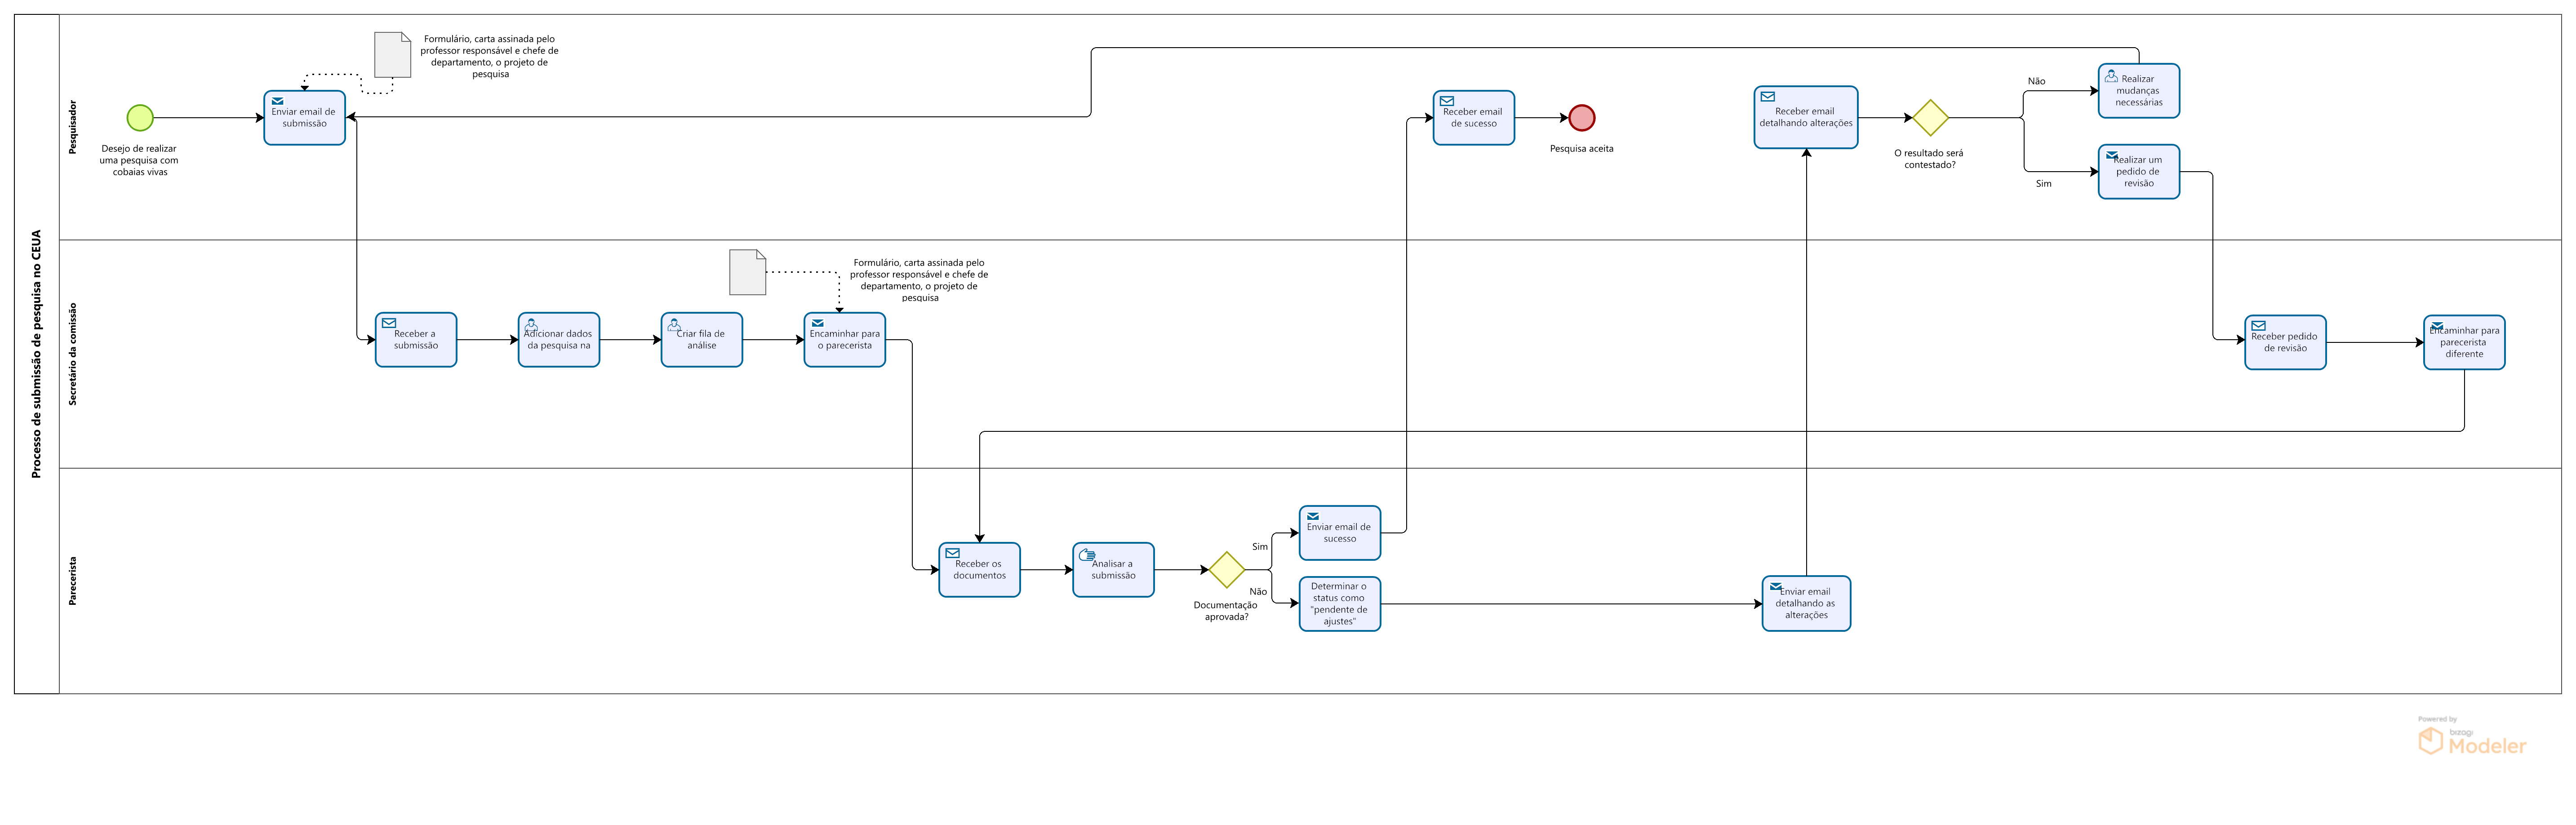 Processo de submissão de pesquisa no CEUA
Pesquisador
Formulário, carta assinada pelo
professor responsável e chefe de
departamento, o projeto de
pesquisa
Desejo de realizar
uma pesquisa com
cobaias vivas
Enviar email de
submissão
Receber email
de sucesso
Pesquisa aceita
Receber email
detalhando alterações
O resultado será
contestado?
Não
Realizar
mudanças
necessárias
Sim
Realizar um
pedido de
revisão
Secretário da comissão
Formulário, carta assinada pelo
professor responsável e chefe de
departamento, o projeto de
pesquisa
Receber a
submissão
Adicionar dados
da pesquisa na
Criar fila de
análise
Encaminhar para
o parecerista
Receber pedido
de revisão
Encaminhar para
parecerista
diferente
Parecerista
Receber os
documentos
Analisar a
submissão
Documentação
aprovada?
Sim
Enviar email de
sucesso
Não
Determinar o
status como
"pendente de
ajustes"
Enviar email
detalhando as
alterações
Powered by
bizagi
Modeler